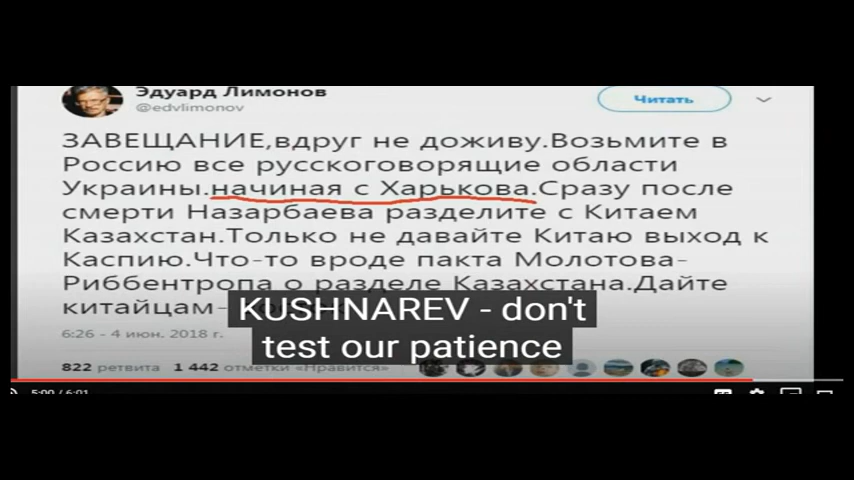 Эдуард Лимонов
@edvlimonov
Читать
ЗАВЕЩАНИЕ,вдруг не доживу.Возьмите в
Россию все русскоговорящие области
Украины.начиная с Харькова.Сразу после
смерти Назарбаева разделите с Китаем
Казахстан.Только не давайте Китаю выход к
Каспию.Что-то вроде пакта Молотова-
Риббентропа о разделе Казахстана.Дайте
китайцам-
KUSHNAREV - don't
test our patience
6:26 - 4 июн. 2018 г.
822 ретвита 1 442 отметки «Нравится»
5:00 / 6:01